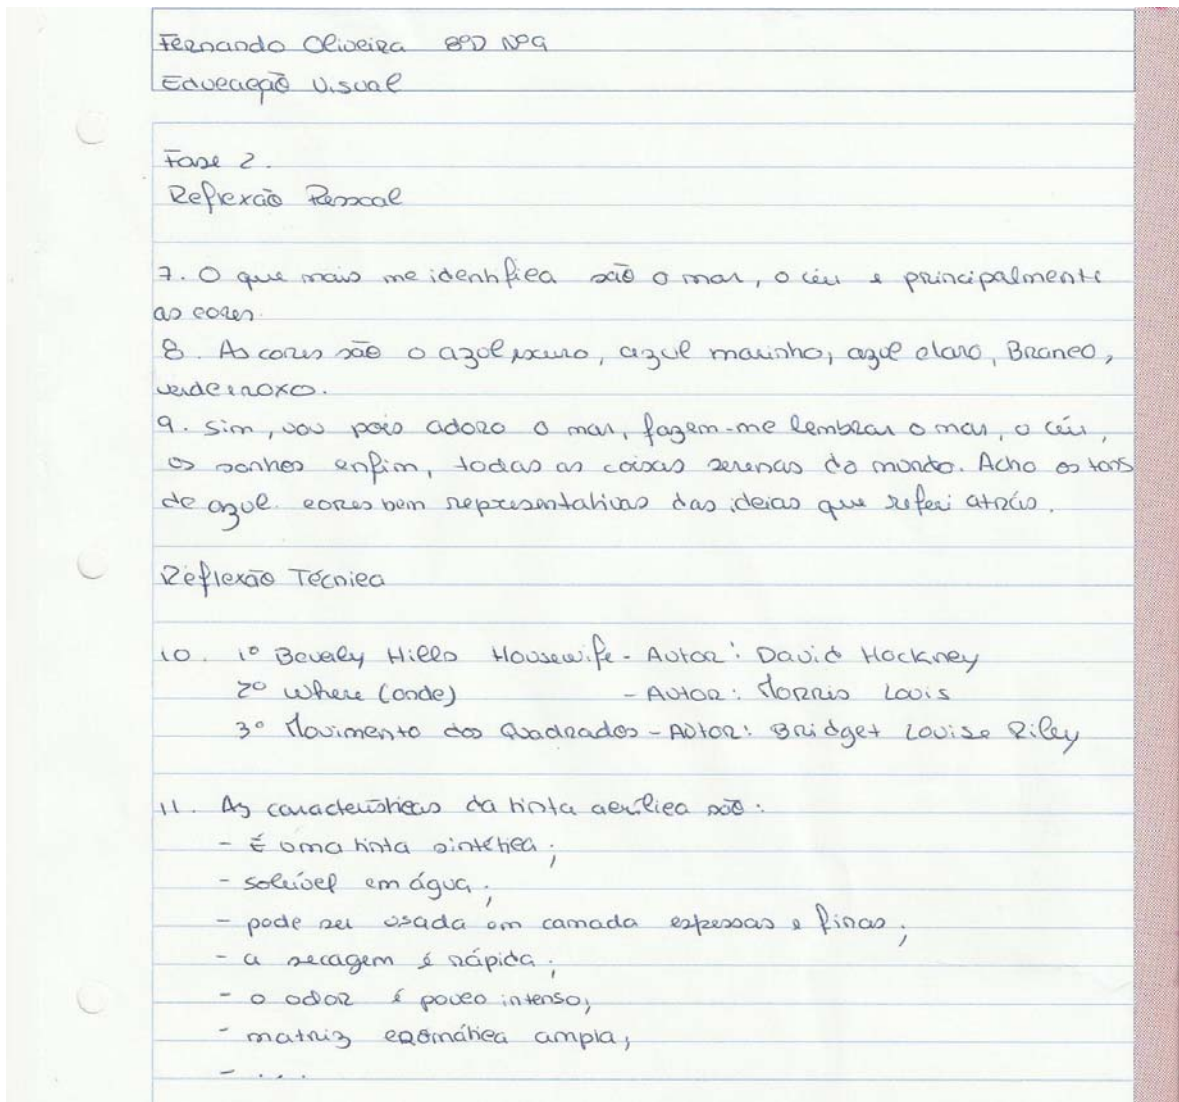 Fernando Oliveira 8ºD Nº9
Educação Visual
Fase 2.
Reflexão Pessoal
7. O que mais me identifica são o mar, o céu e principalmente
as cores.
8. As cores são o azul escuro, azul marinho, azul claro, Branco,
verde e roxo.
9. Sim, vou pois adoro o mar, fazem-me lembrar o mar, o céu,
os sonhos enfim, todas as coisas serenas do mundo. Acho os tons
de azul cores bem representativas das ideias que referi atrás.
Reflexão Técnica
10. 1º Bevaly Hills Housewife - Autor: David Hockney
2º Where (onde) - Autor: Morris Louis
3º Movimento dos Quadrados - Autor: Bridget Louise Riley
11. As características da tinta acrílica são:
- É uma tinta sintética;
- solúvel em água;
- pode ser usada em camada espessas e finas;
- a secagem é rápida;
- o odor é pouco intenso;
- matriz cromática ampla;
- ...